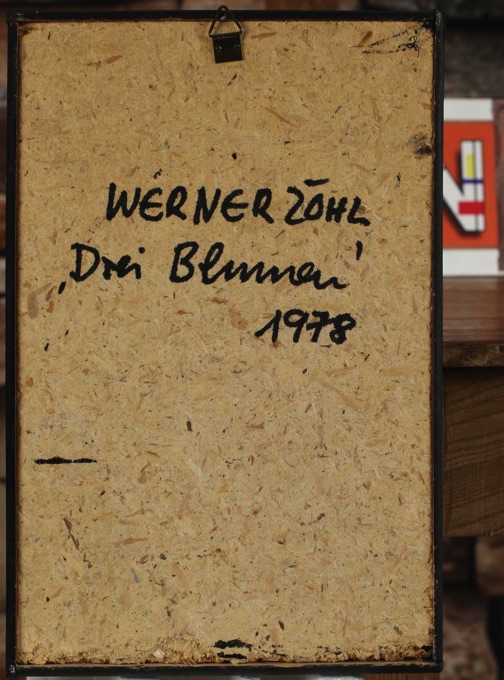 WERNER ZÖHL
‚Drei Blumen'
1978